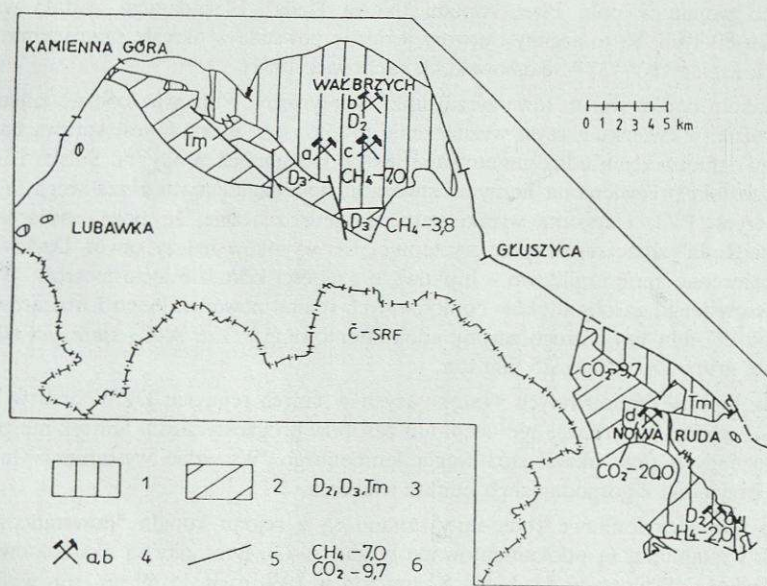 KAMIENNA GÓRA
WAŁBRZYCH
b
D₂
0 1 2 3 4 5 km
Tm
a
c
CH₄-7,0
D₃
D₃
CH₄-3,8
LUBAWKA
GŁUSZYCA
Č-SRF
CO₂-9,7
Tm
d
NOWA RUDA
CO₂-200
D₂
d
CH₄-2,0
1
2
D₂,D₃,Tm 3
a,b 4
5
CH₄-7,0
CO₂-9,7 6